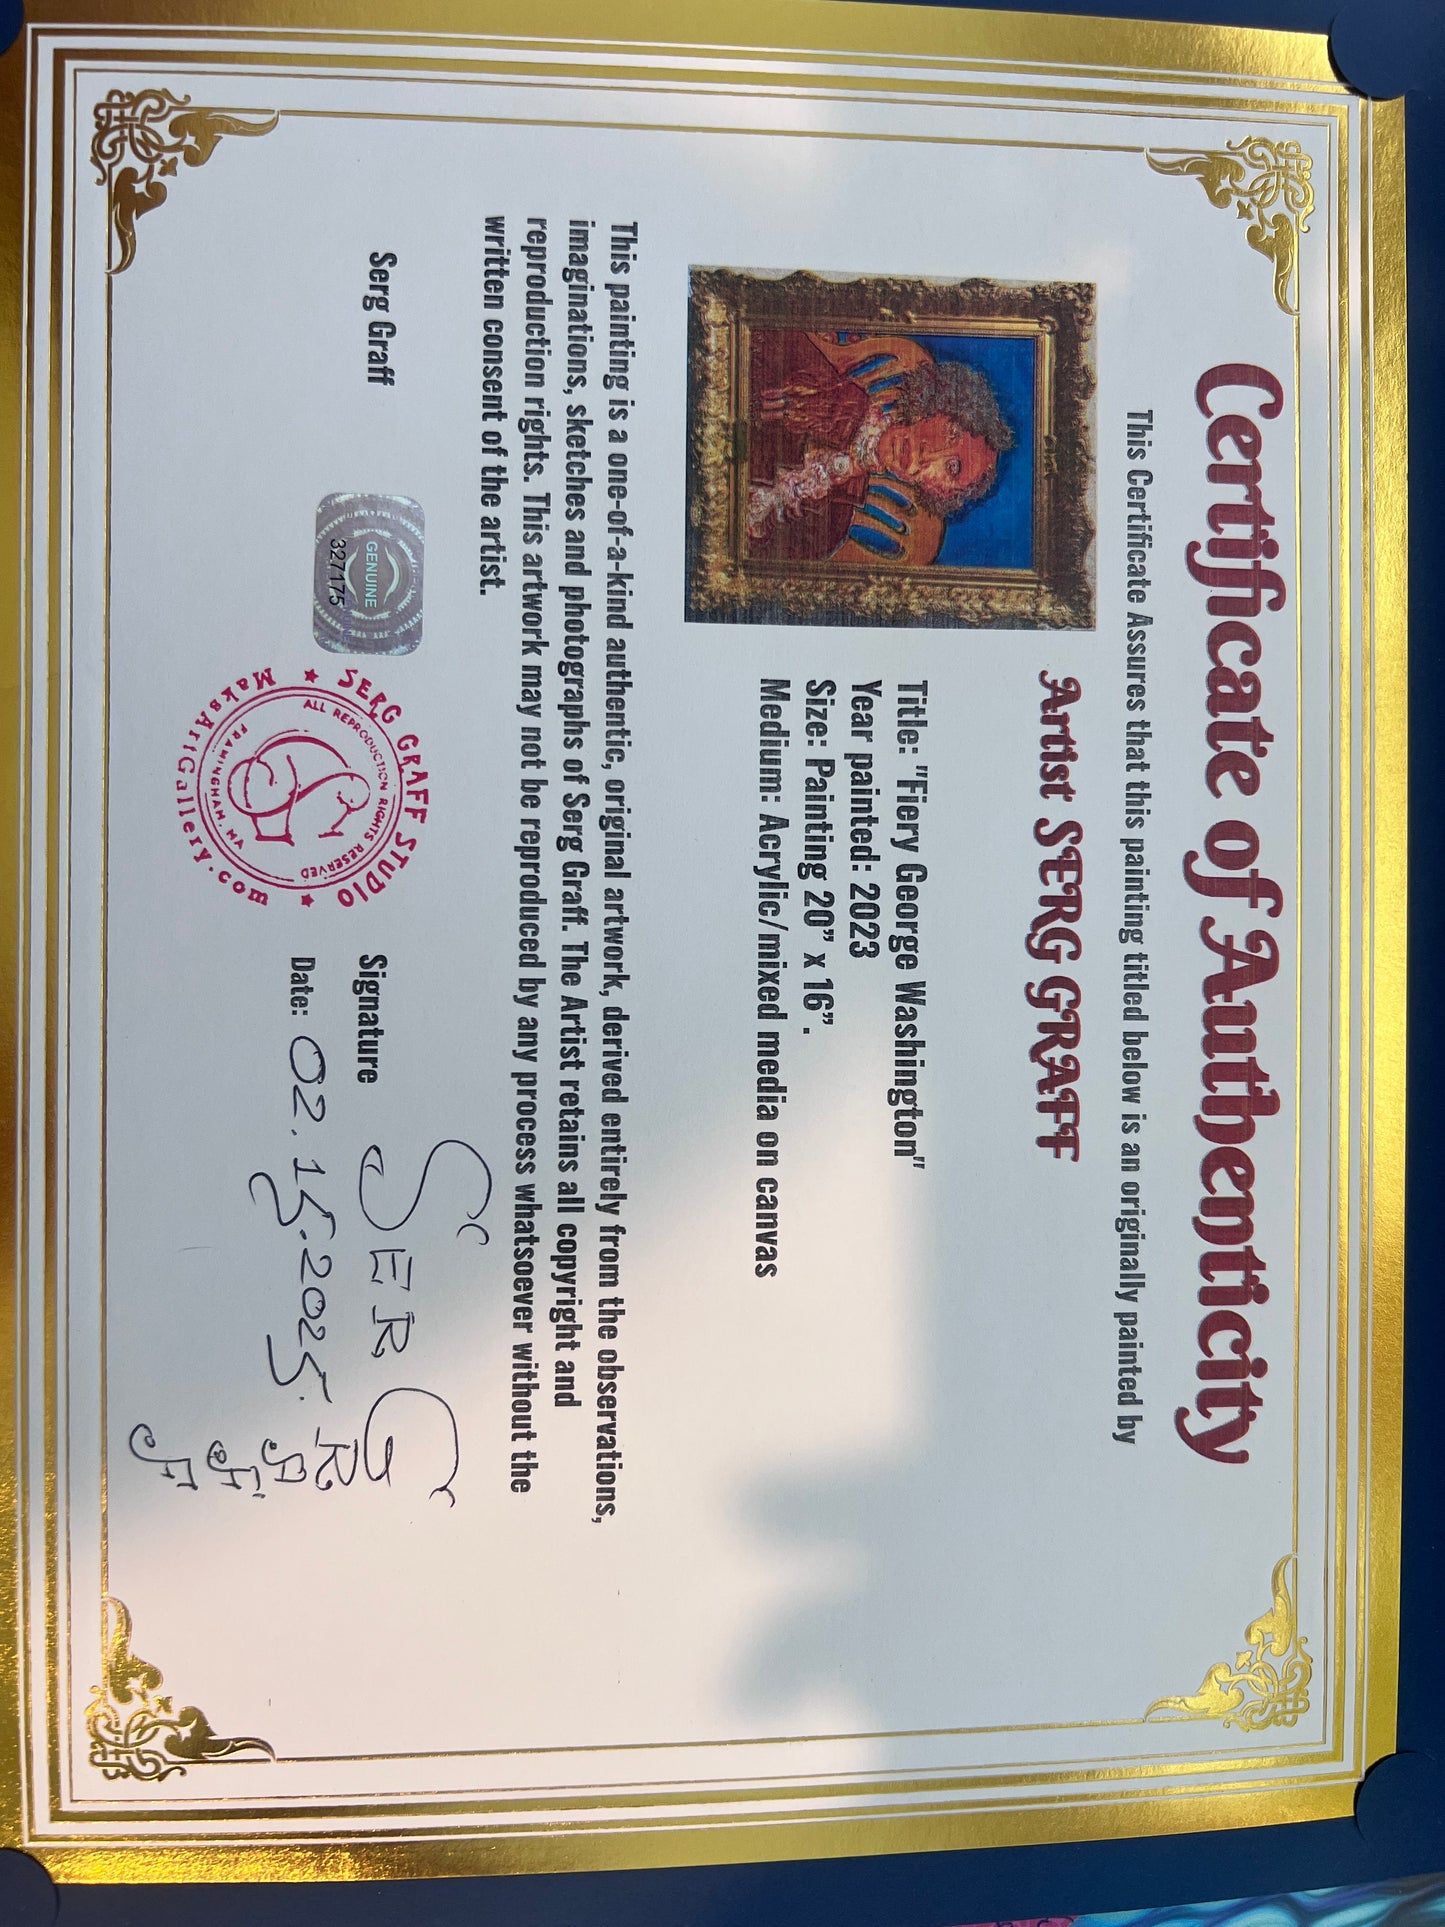 Certificate of Authenticity
This Certificate Assures that this painting titled below is an originally painted by
Artist SERG GRAFF
Title: "Fiery George Washington"
Year painted: 2023
Size: Painting 20” x 16”.
Medium: Acrylic/mixed media on canvas
This painting is a one-of-a-kind authentic, original artwork, derived entirely from the observations,
imaginations, sketches and photographs of Serg Graff. The Artist retains all copyright and
reproduction rights. This artwork may not be reproduced by any process whatsoever without the
written consent of the artist.
Serg Graff
GENUINE
327175
SERG GRAFF STUDIO
ALL REPRODUCTION RIGHTS RESERVED
FRAMINGHAM, MA
MaksArtGallery.com
Signature SERG GRAFF
Date: 02.15.2025